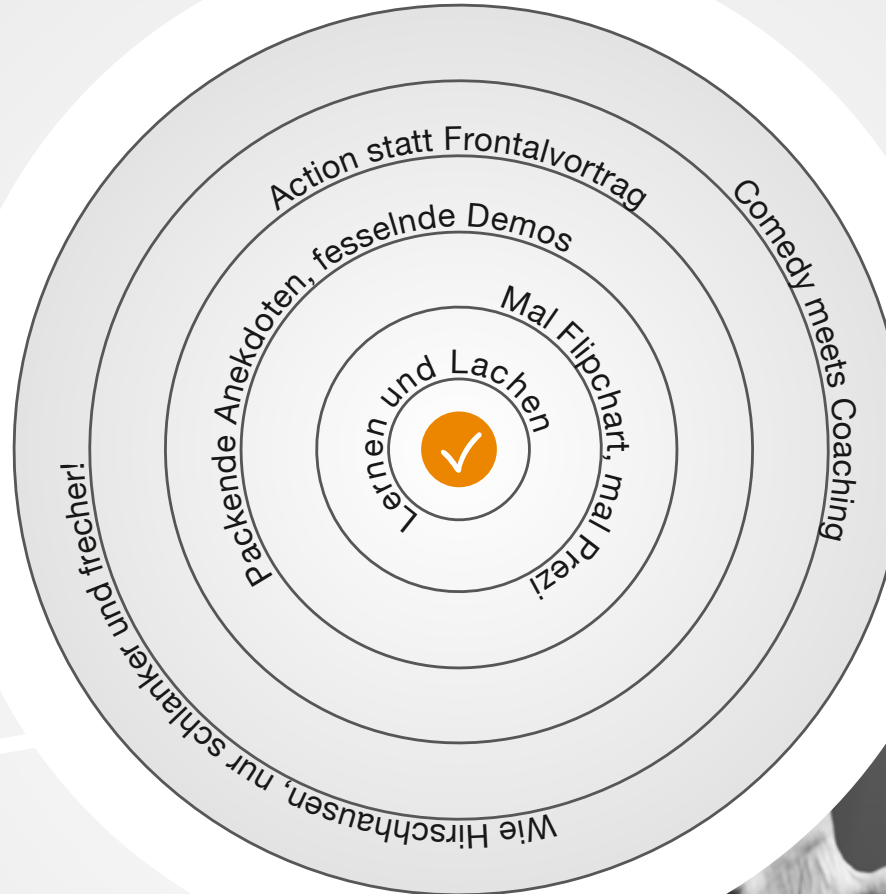 Action statt Frontalvortrag
Comedy meets Coaching
Packende Anekdoten, fesselnde Demos
Mal Flipchart, mal Prezi
Lernen und Lachen
Wie Hirschhausen, nur schlanker und frecher!